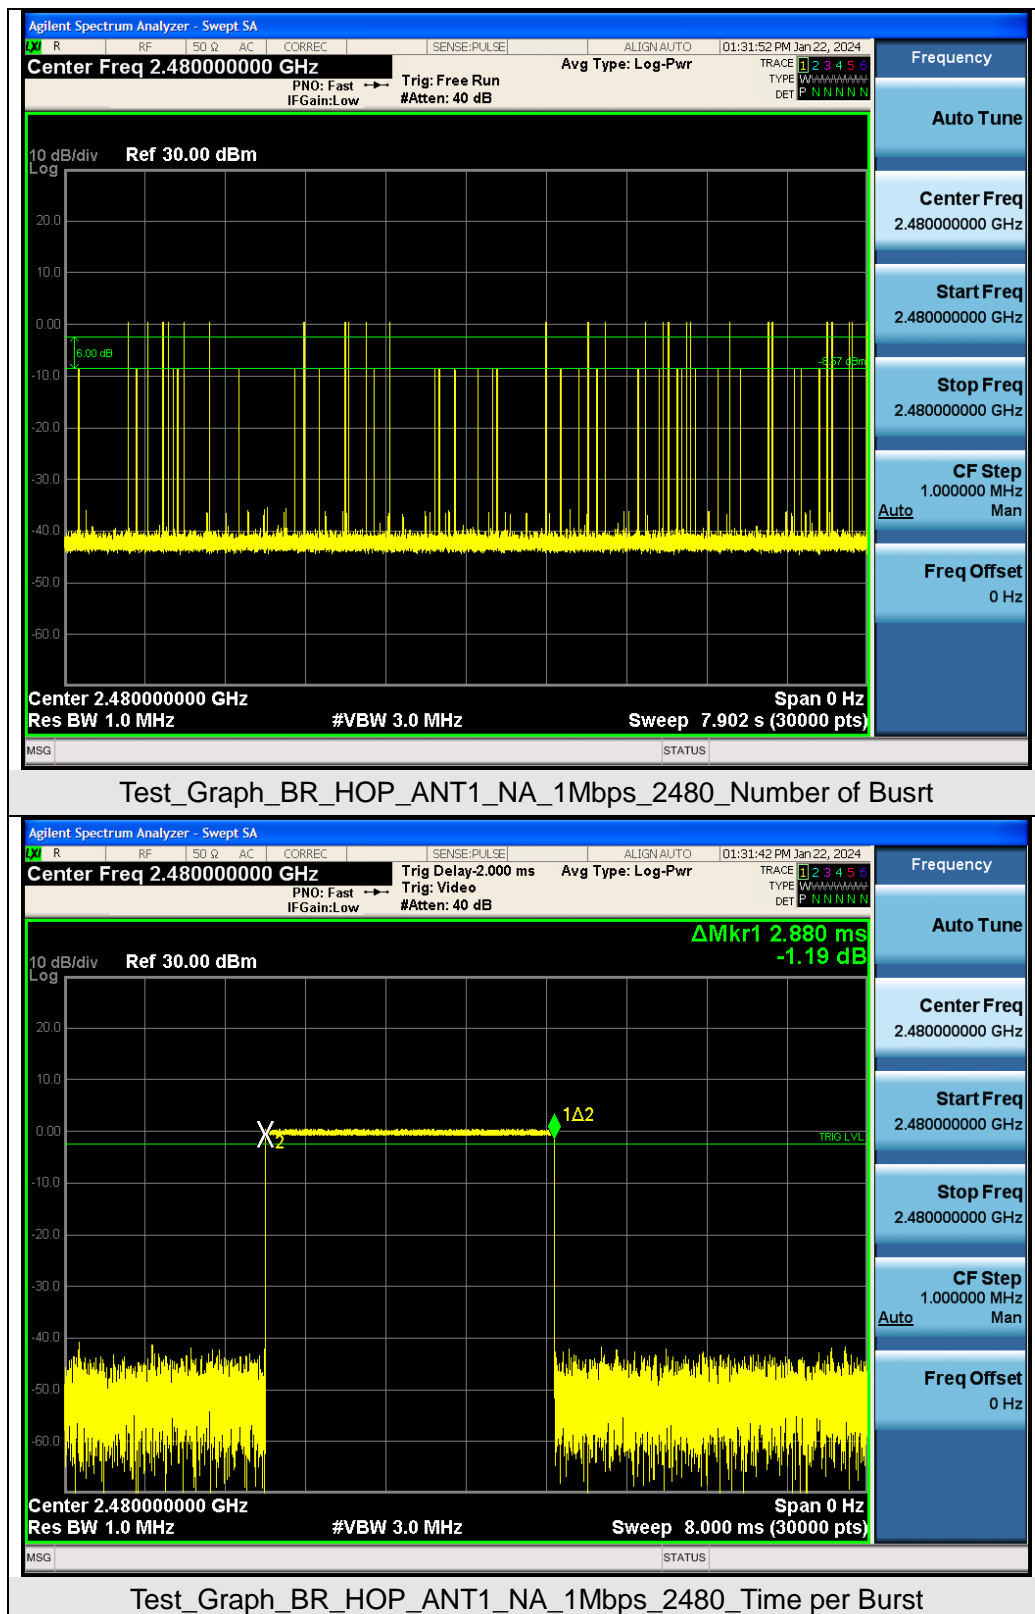 Agilent Spectrum Analyzer - Swept SA
LXI R RF 50 Ω AC CORREC SENSE:PULSE ALIGN AUTO 01:31:52 PM Jan 22, 2024
Center Freq 2.480000000 GHz Avg Type: Log-Pwr TRACE 1 2 3 4 5 6
PNO: Fast Trig: Free Run TYPE
IFGain:Low #Atten: 40 dB DET P N N N N N
Frequency
Auto Tune
10 dB/div Ref 30.00 dBm
Log
Center Freq
2.480000000 GHz
20.0
10.0
Start Freq
2.480000000 GHz
0.00
6.00 dB
-8.57 dBm
-10.0
Stop Freq
2.480000000 GHz
-20.0
-30.0
CF Step
1.000000 MHz
Auto Man
-40.0
-50.0
Freq Offset
0 Hz
-60.0
Center 2.480000000 GHz Span 0 Hz
Res BW 1.0 MHz #VBW 3.0 MHz Sweep 7.902 s (30000 pts)
MSG STATUS
Test_Graph_BR_HOP_ANT1_NA_1Mbps_2480_Number of Busrt
Agilent Spectrum Analyzer - Swept SA
LXI R RF 50 Ω AC CORREC SENSE:PULSE ALIGN AUTO 01:31:42 PM Jan 22, 2024
Center Freq 2.480000000 GHz Trig Delay-2.000 ms Avg Type: Log-Pwr TRACE 1 2 3 4 5 6
PNO: Fast Trig: Video TYPE
IFGain:Low #Atten: 40 dB DET P N N N N N
Frequency
Auto Tune
ΔMkr1 2.880 ms
-1.19 dB
10 dB/div Ref 30.00 dBm
Log
Center Freq
2.480000000 GHz
20.0
10.0
Start Freq
2.480000000 GHz
1Δ2
0.00
2
TRIG LVL
-10.0
Stop Freq
2.480000000 GHz
-20.0
-30.0
CF Step
1.000000 MHz
Auto Man
-40.0
-50.0
Freq Offset
0 Hz
-60.0
Center 2.480000000 GHz Span 0 Hz
Res BW 1.0 MHz #VBW 3.0 MHz Sweep 8.000 ms (30000 pts)
MSG STATUS
Test_Graph_BR_HOP_ANT1_NA_1Mbps_2480_Time per Burst